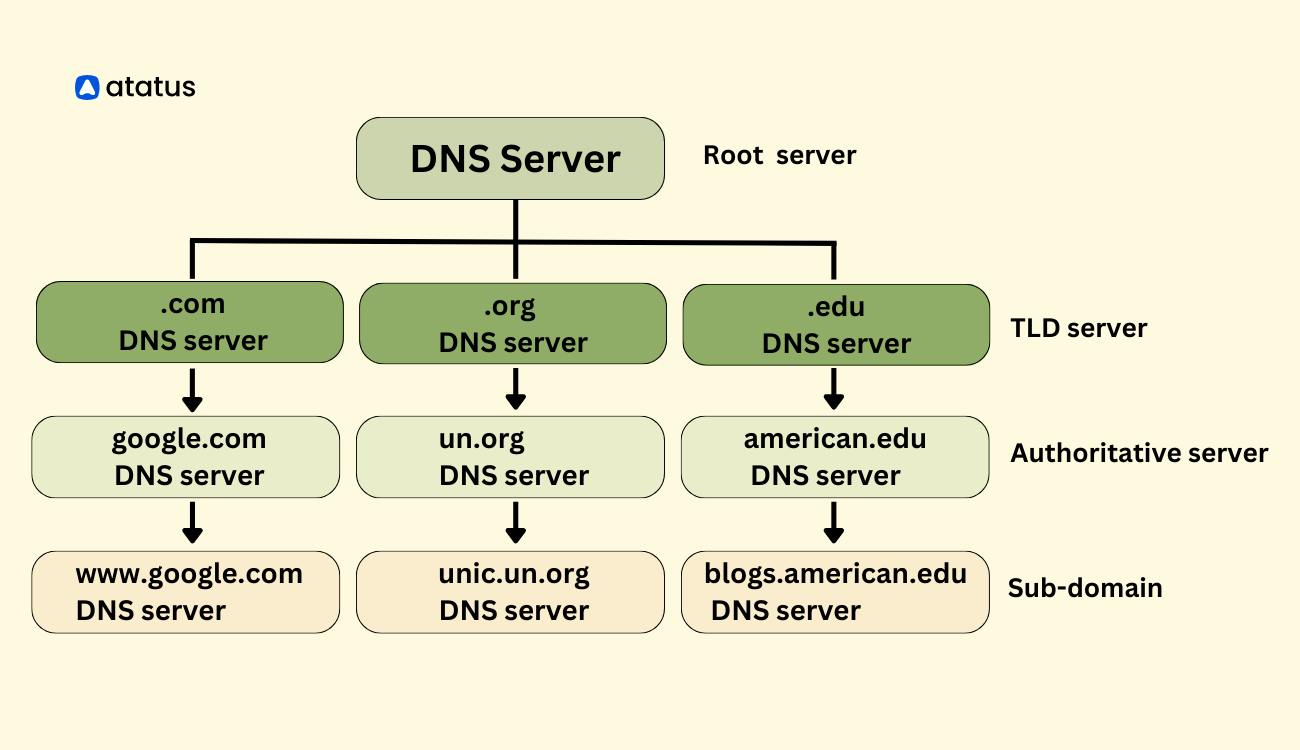 atatus
DNS Server
Root server
.com
DNS server
.org
DNS server
.edu
DNS server
TLD server
google.com
DNS server
un.org
DNS server
american.edu
DNS server
Authoritative server
www.google.com
DNS server
unic.un.org
DNS server
blogs.american.edu
DNS server
Sub-domain